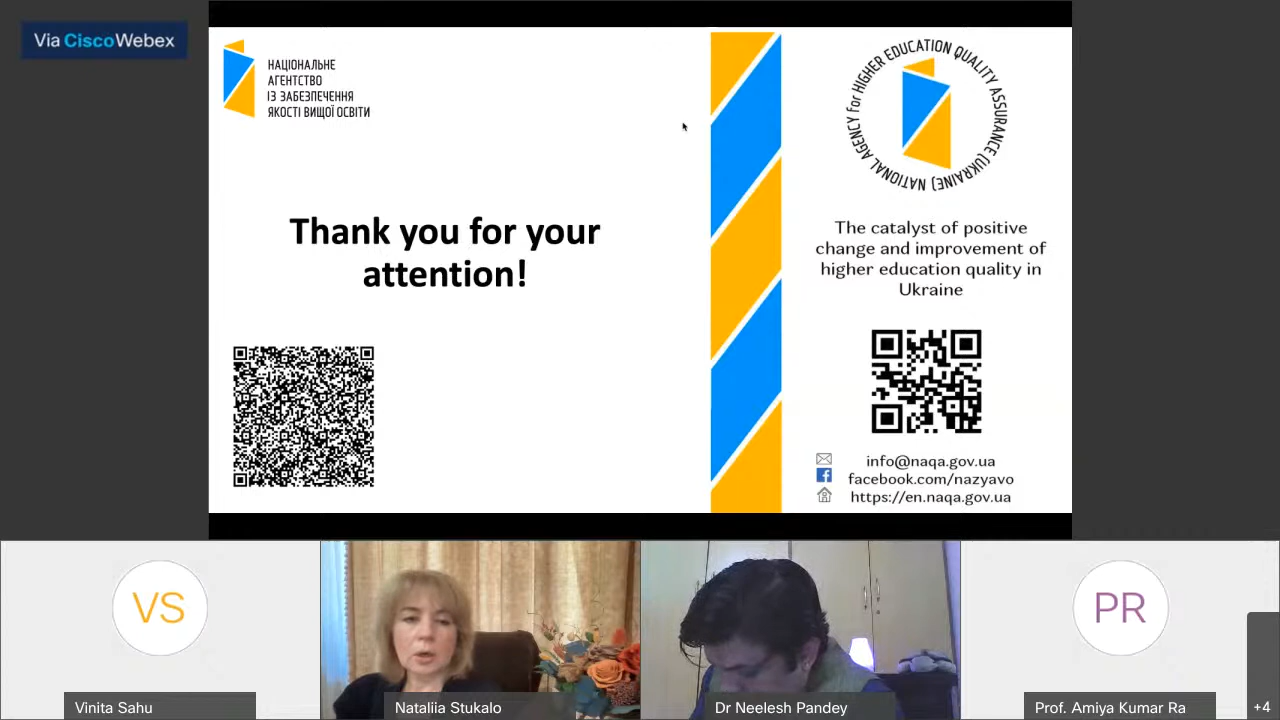 Via CiscoWebex
НАЦІОНАЛЬНЕ
АГЕНТСТВО
ІЗ ЗАБЕЗПЕЧЕННЯ
ЯКОСТІ ВИЩОЇ ОСВІТИ
Thank you for your
attention!
NATIONAL AGENCY for HIGHER EDUCATION QUALITY ASSURANCE (UKRAINE)
The catalyst of positive
change and improvement of
higher education quality in
Ukraine
info@naqa.gov.ua
facebook.com/nazyavo
https://en.naqa.gov.ua
VS
PR
Vinita Sahu
Nataliia Stukalo
Dr Neelesh Pandey
Prof. Amiya Kumar Ra
+4